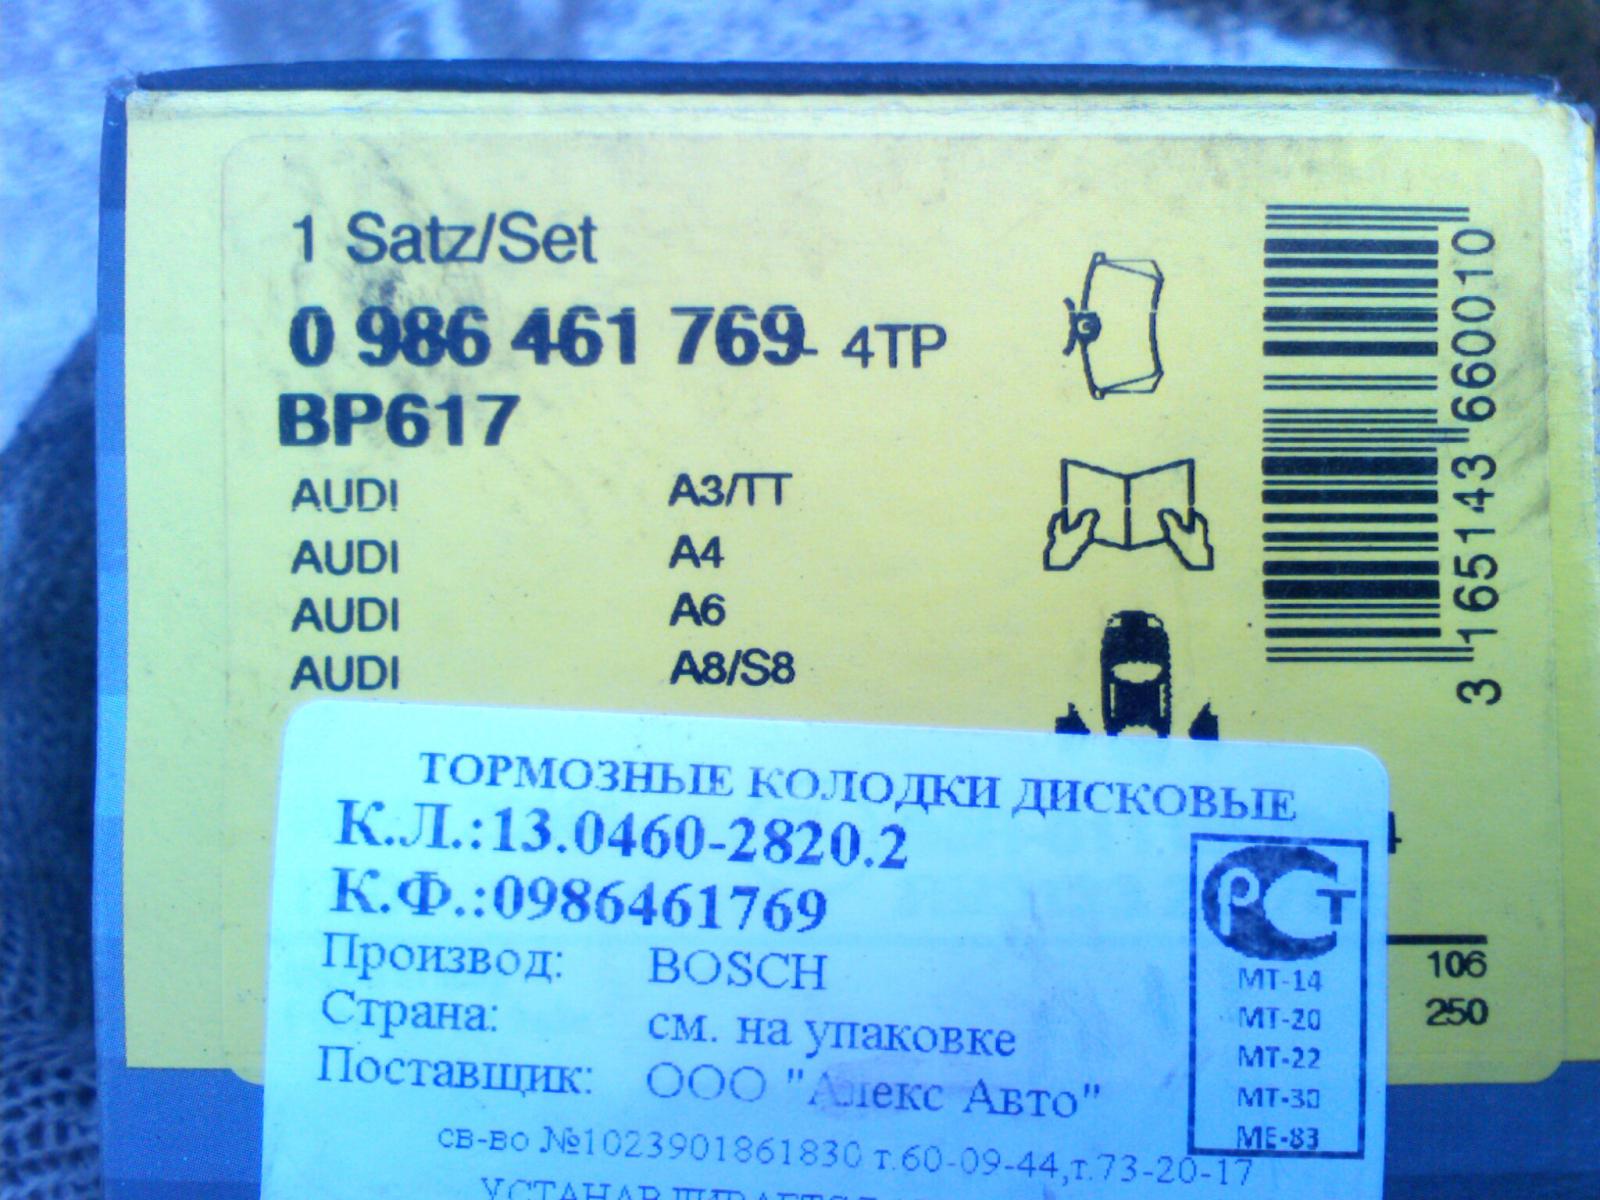 1 Satz/Set
0 986 461 769- 4TP
BP617
AUDI A3/TT
AUDI A4
AUDI A6
AUDI A8/S8
3 165143 660010
ТОРМОЗНЫЕ КОЛОДКИ ДИСКОВЫЕ
К.Л.:13.0460-2820.2
К.Ф.:0986461769
Производ: BOSCH
Страна: см. на упаковке
Поставщик: ООО "Алекс Авто"
св-во №1023901861830 т.60-09-44,т.73-20-17
РСТ
МТ-14
МТ-20
МТ-22
МТ-30
МЕ-83
4
106
250